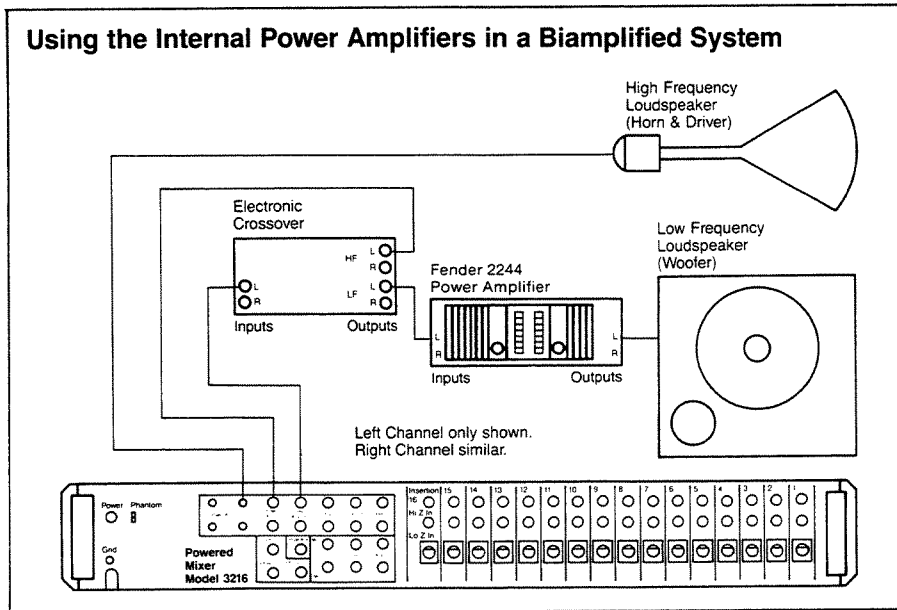 Using the Internal Power Amplifiers in a Biamplified System
High Frequency
Loudspeaker
(Horn & Driver)
Electronic
Crossover
L
HF
R
L
LF
R
L
R
Inputs
Outputs
Low Frequency
Loudspeaker
(Woofer)
Fender 2244
Power Amplifier
L
R
L
R
Inputs
Outputs
Left Channel only shown.
Right Channel similar.
Power Phantom
Gnd
Powered
Mixer
Model 3216
Insertion
16 15 14 13 12 11 10 9 8 7 6 5 4 3 2 1
Hi Z In
Lo Z In